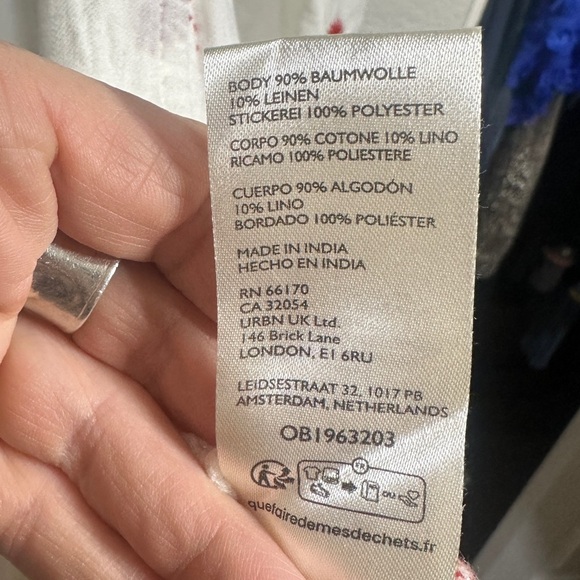 BODY 90% BAUMWOLLE
10% LEINEN
STICKEREI 100% POLYESTER
CORPO 90% COTONE 10% LINO
RICAMO 100% POLIESTERE
CUERPO 90% ALGODÓN
10% LINO
BORDADO 100% POLIÉSTER
MADE IN INDIA
HECHO EN INDIA
RN 66170
CA 32054
URBN UK Ltd.
146 Brick Lane
LONDON, E1 6RU
LEIDSESTRAAT 32, 1017 PB
AMSTERDAM, NETHERLANDS
OB1963203
FR
OU
quefairedemesdechets.fr